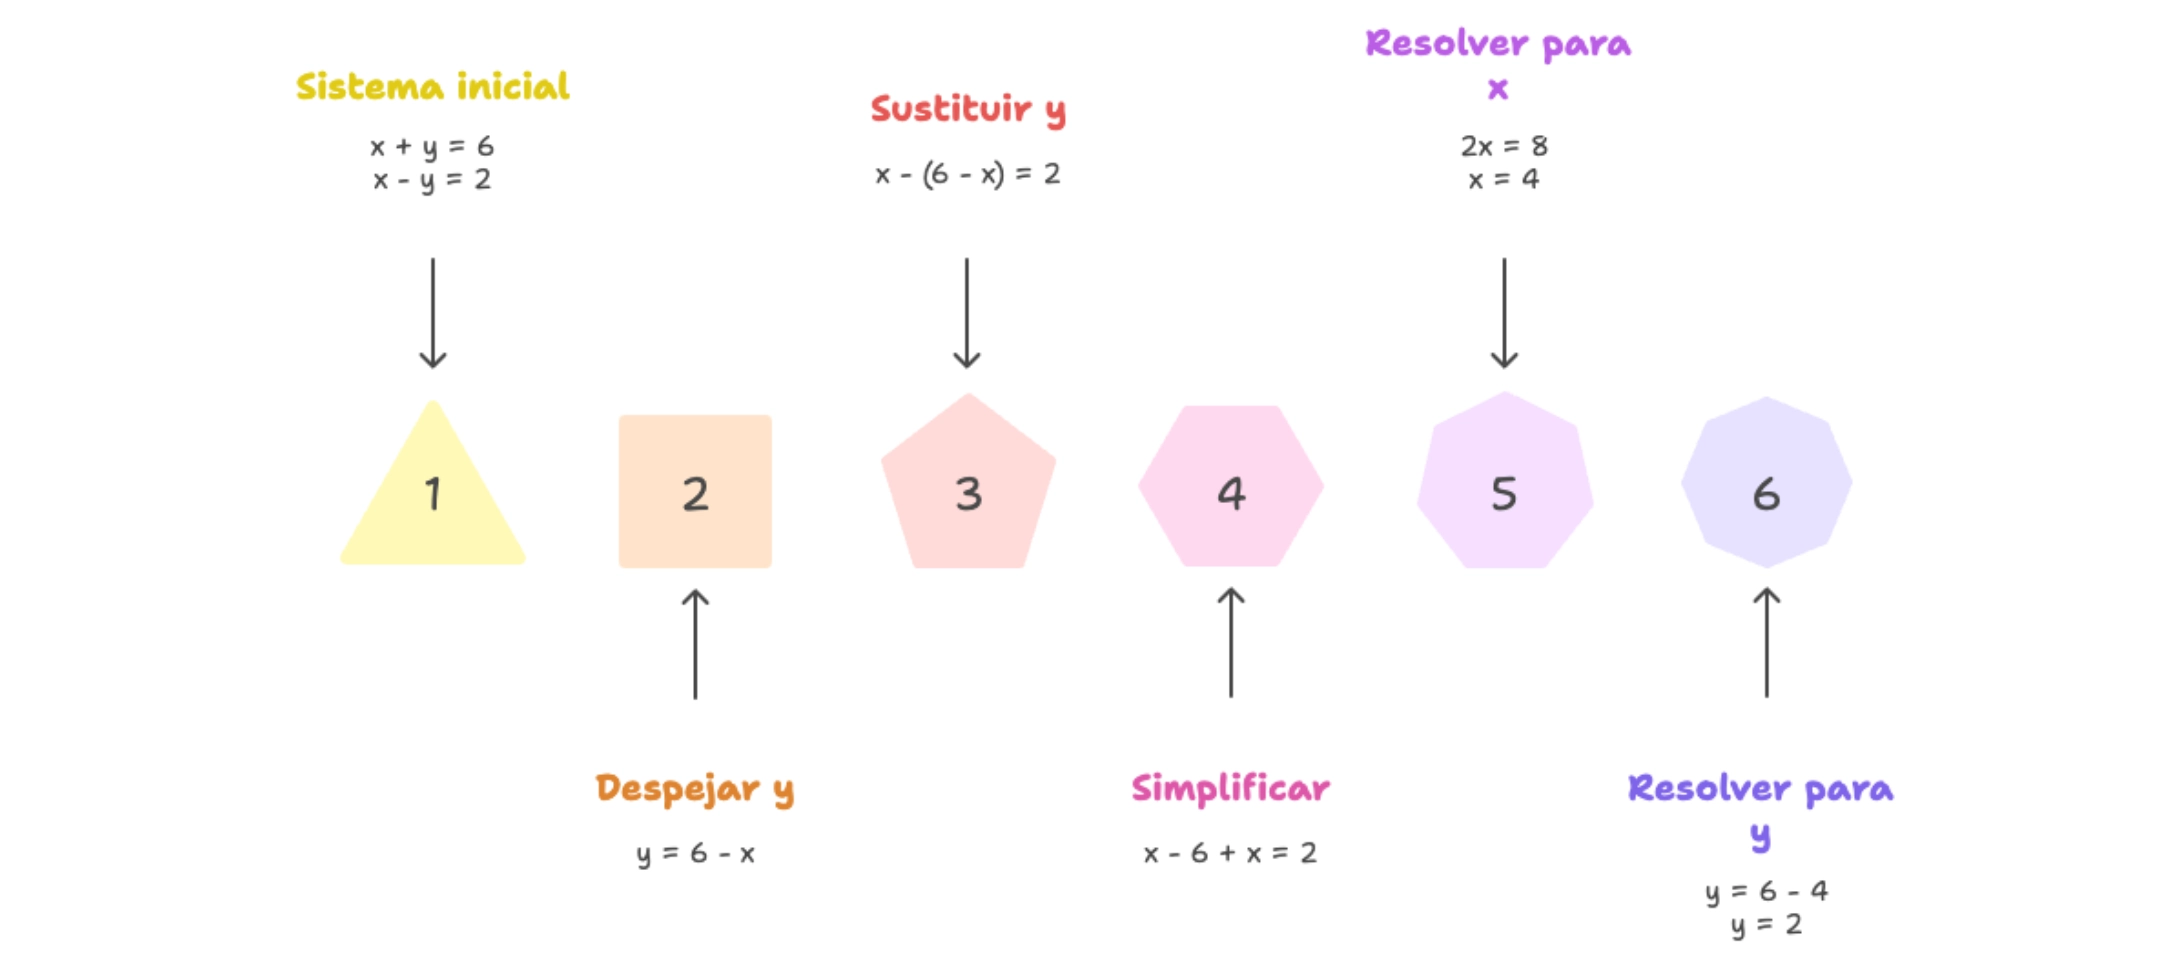 Sistema inicial
x + y = 6
x - y = 2
1
Despejar y
y = 6 - x
2
Sustituir y
x - (6 - x) = 2
3
Simplificar
x - 6 + x = 2
4
Resolver para
x
2x = 8
x = 4
5
Resolver para
y
y = 6 - 4
y = 2
6